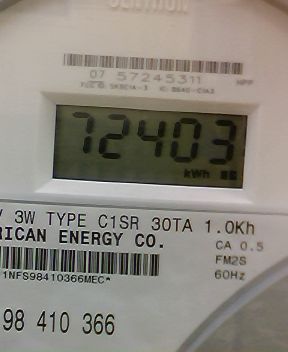 CENTRON
07 57245311
72403
kWh
V 3W TYPE C1SR 30TA 1.0Kh
RICAN ENERGY CO.
CA 0.5
FM2S
60Hz
1NFS98410366MEC*
98 410 366